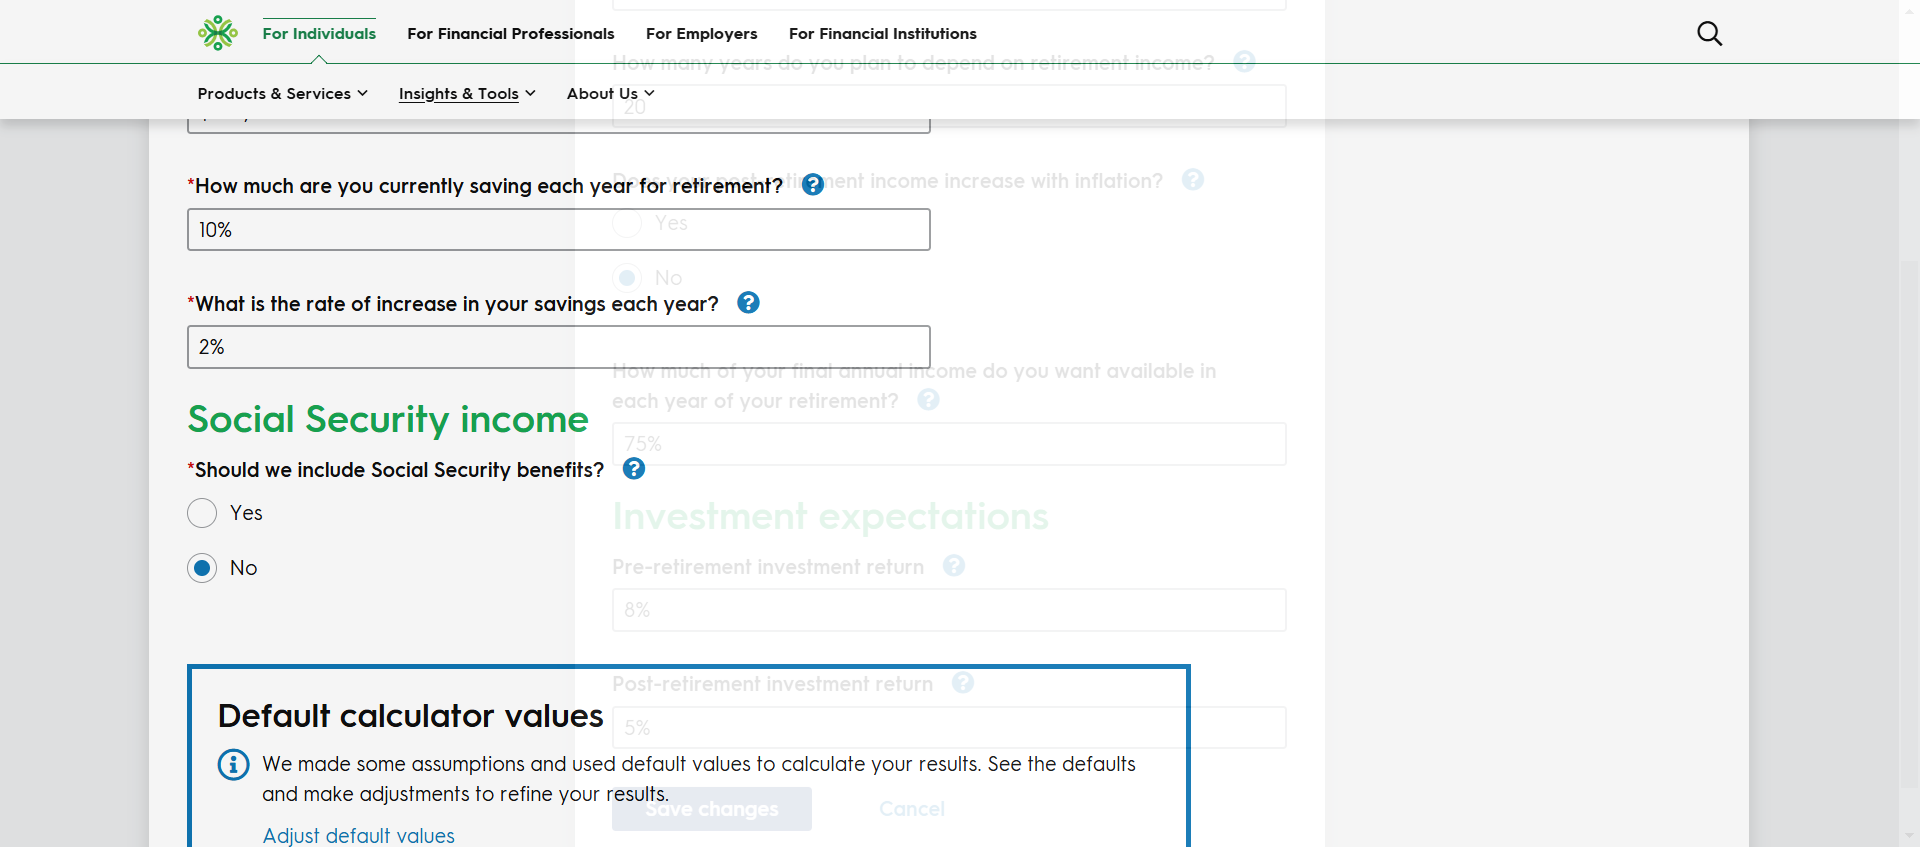 For Individuals
For Financial Professionals
For Employers
For Financial Institutions
How many years do you plan to depend on retirement income?
Products & Services
Insights & Tools
About Us
20
*How much are you currently saving each year for retirement?
Does your post-retirement income increase with inflation?
10%
Yes
No
*What is the rate of increase in your savings each year?
2%
How much of your final annual income do you want available in
each year of your retirement?
Social Security income
75%
*Should we include Social Security benefits?
Yes
Investment expectations
No
Pre-retirement investment return
8%
Post-retirement investment return
Default calculator values
5%
We made some assumptions and used default values to calculate your results. See the defaults
and make adjustments to refine your results.
Save changes
Cancel
Adjust default values